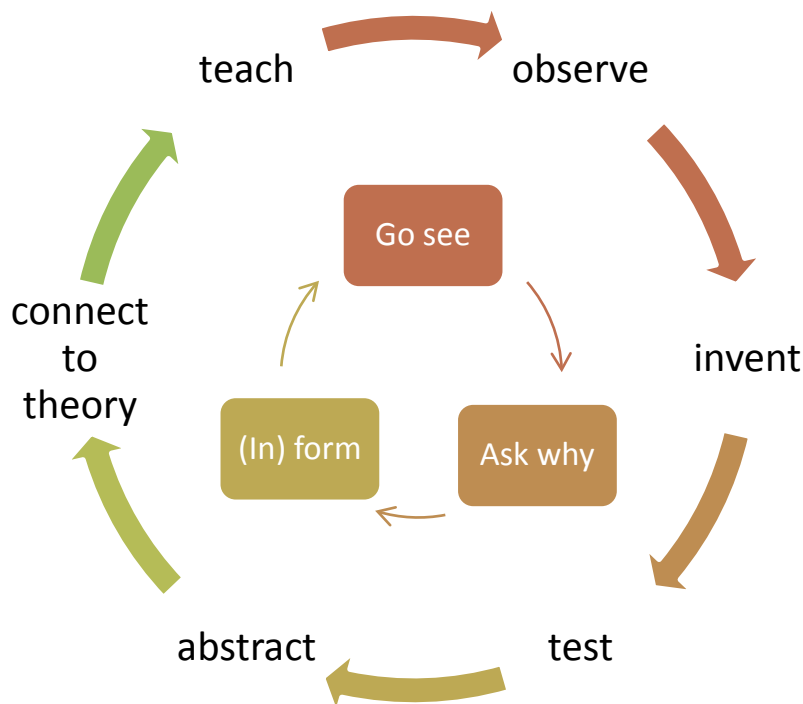 teach
observe
Go see
connect
to
theory
invent
(In) form
Ask why
abstract
test